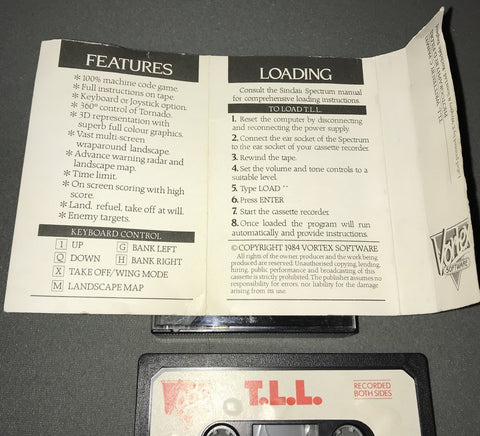 FEATURES
* 100% machine code game.
* Full instructions on tape.
* Keyboard or Joystick option.
* 360° control of Tornado.
* 3D representation with
superb full colour graphics.
* Vast multi-screen
wraparound landscape.
* Advance warning radar and
landscape map.
* Time limit.
* On screen scoring with high
score.
* Land, refuel, take off at will.
* Enemy targets.
KEYBOARD CONTROL
1 UP
G BANK LEFT
Q DOWN
H BANK RIGHT
X TAKE OFF/WING MODE
M LANDSCAPE MAP
LOADING
Consult the Sinclair Spectrum manual
for comprehensive loading instructions.
TO LOAD T.L.L.
1. Reset the computer by disconnecting
and reconnecting the power supply.
2. Connect the ear socket of the Spectrum
to the ear socket of your cassette recorder.
3. Rewind the tape.
4. Set the volume and tone controls to a
suitable level.
5. Type LOAD ""
6. Press ENTER
7. Start the cassette recorder.
8. Once loaded the program will run
automatically and provide instructions.
© COPYRIGHT 1984 VORTEX SOFTWARE
All rights of the owner, producer and the work being
produced are reserved. Unauthorised copying, lending,
hiring, public performance and broadcasting of this
cassette is strictly prohibited. The publisher assumes no
responsibility for errors. nor liability for the damage
arising from its use.
Vortex
SOFTWARE
T.L.L.
RECORDED
BOTH SIDES